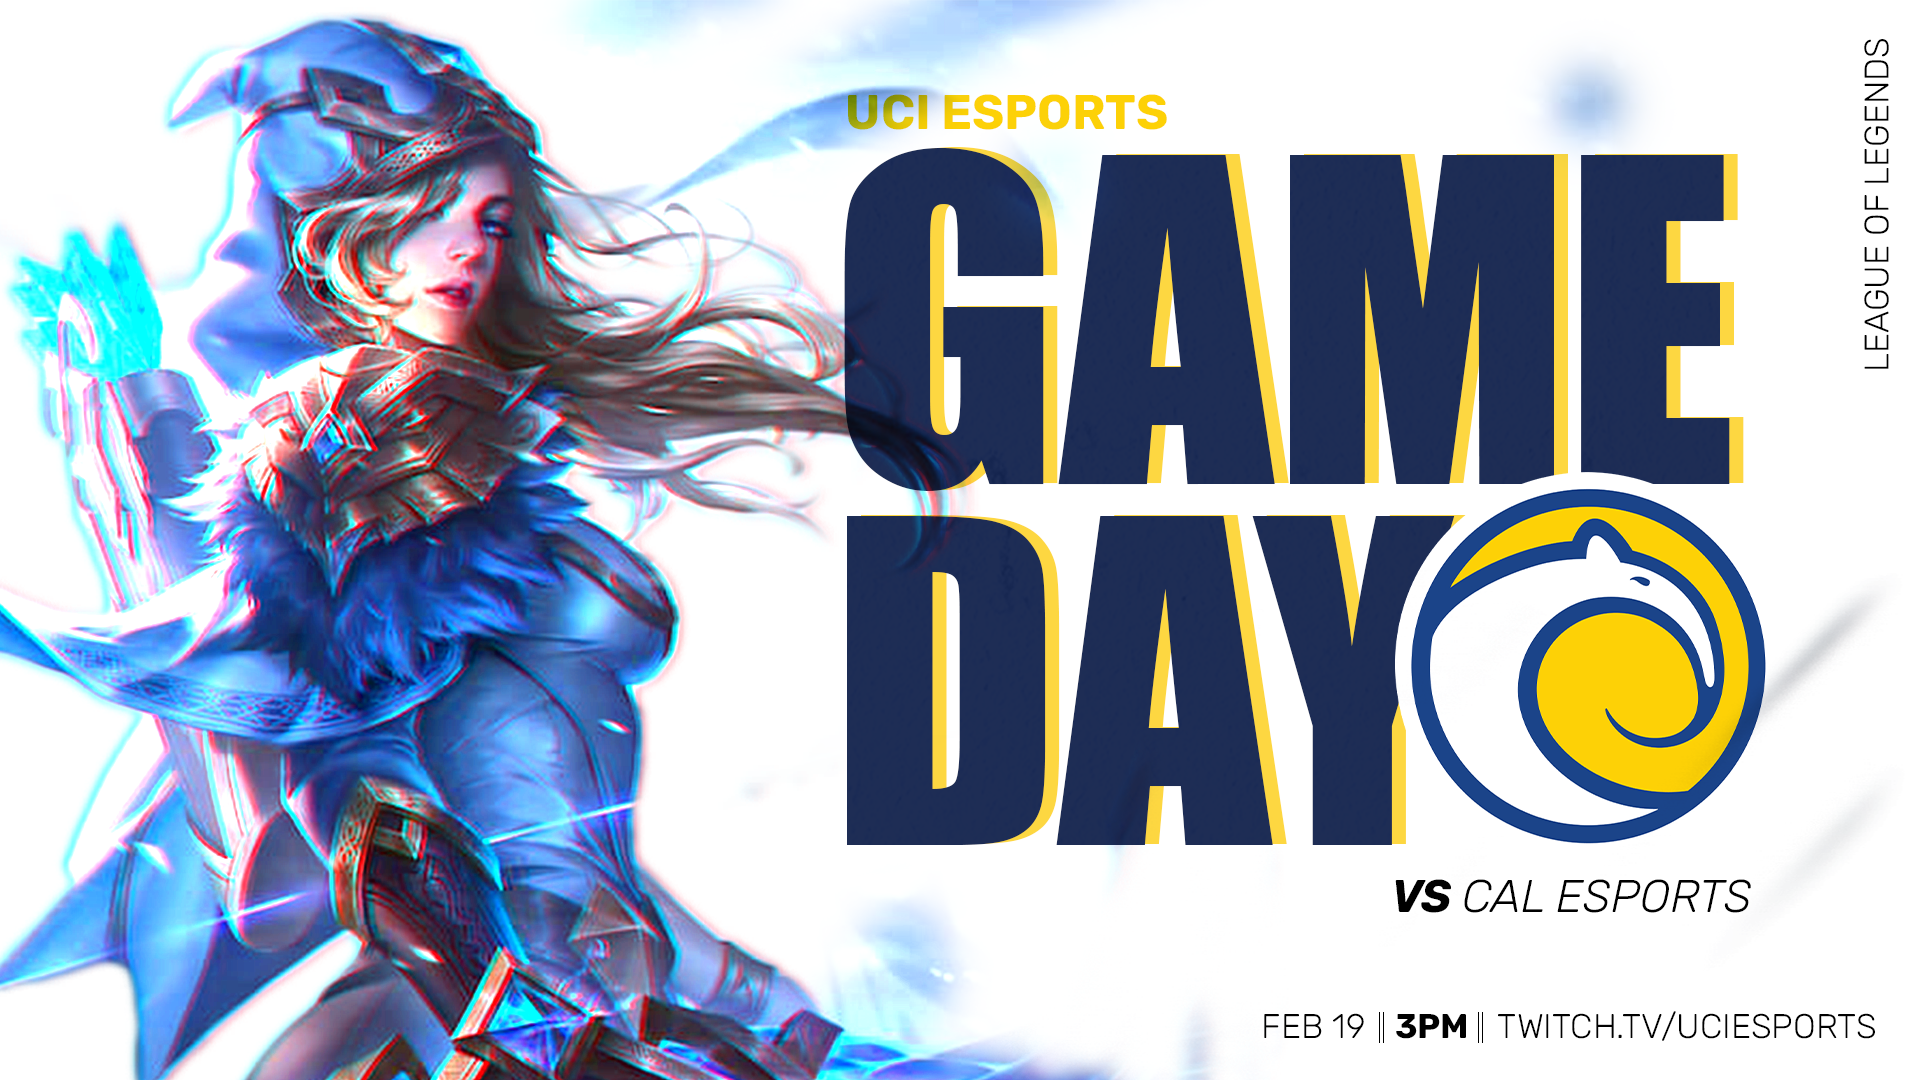 UCI ESPORTS
GAME
DAY
VS CAL ESPORTS
FEB 19 || 3PM || TWITCH.TV/UCIESPORTS
LEAGUE OF LEGENDS